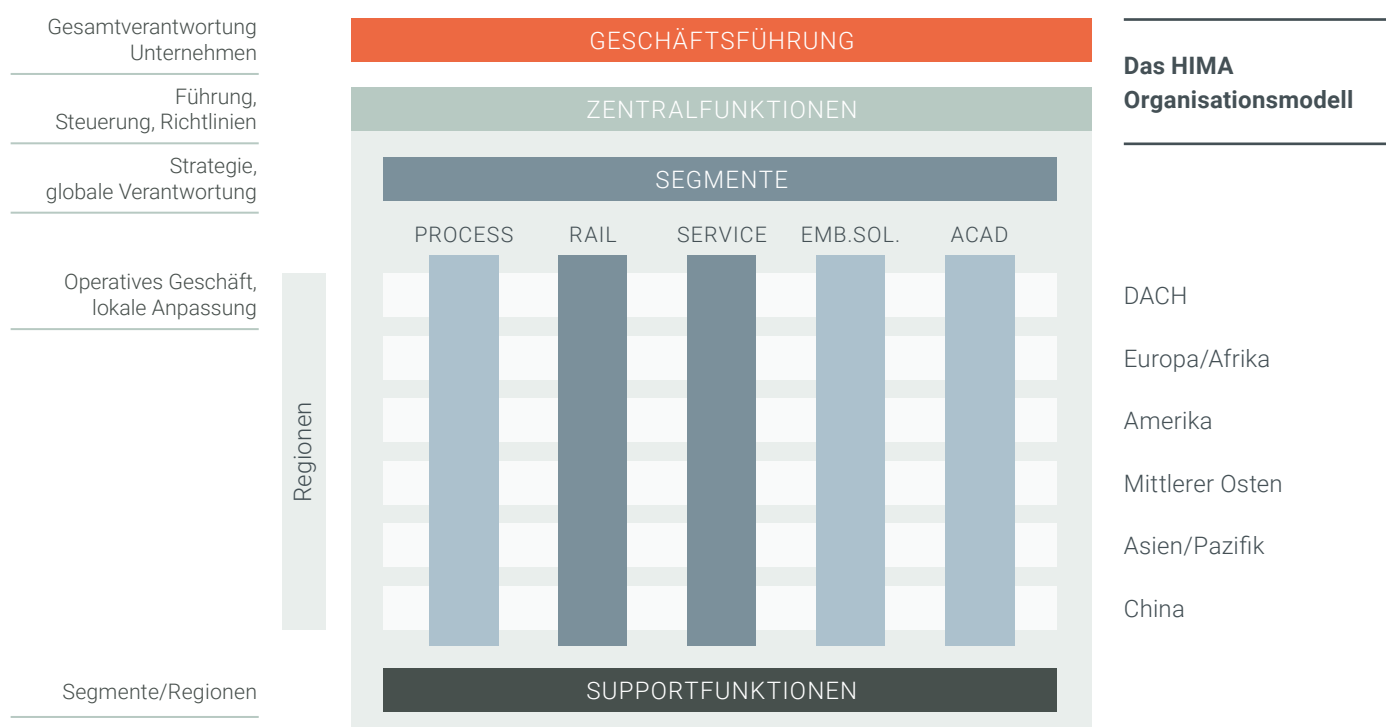 Gesamtverantwortung
Unternehmen
GESCHÄFTSFÜHRUNG
Das HIMA
Organisationsmodell
Führung,
Steuerung, Richtlinien
ZENTRALFUNKTIONEN
Strategie,
globale Verantwortung
SEGMENTE
PROCESS RAIL SERVICE EMB.SOL. ACAD
Operatives Geschäft,
lokale Anpassung
Regionen
DACH
Europa/Afrika
Amerika
Mittlerer Osten
Asien/Pazifik
China
Segmente/Regionen
SUPPORTFUNKTIONEN